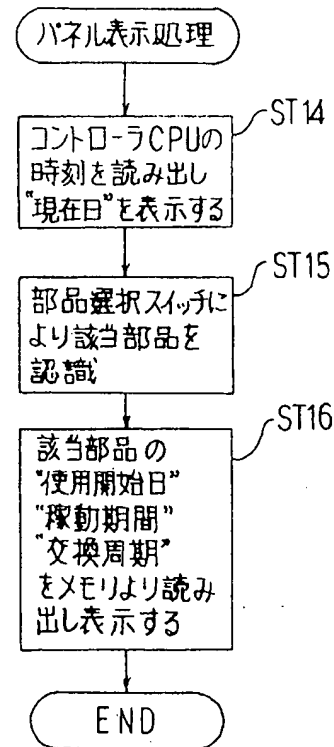 パネル表示処理
ST14
コントローラCPUの
時刻を読み出し
"現在日"を表示する
ST15
部品選択スイッチに
より該当部品を
認識
ST16
該当部品の
"使用開始日"
"稼動期間"
"交換周期"
をメモリより読み
出し表示する
END